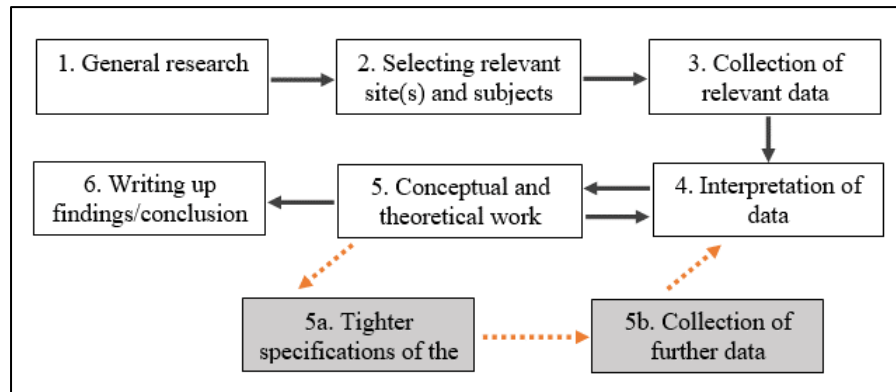 1. General research
2. Selecting relevant
site(s) and subjects
3. Collection of
relevant data
6. Writing up
findings/conclusion
5. Conceptual and
theoretical work
4. Interpretation of
data
5a. Tighter
specifications of the
5b. Collection of
further data